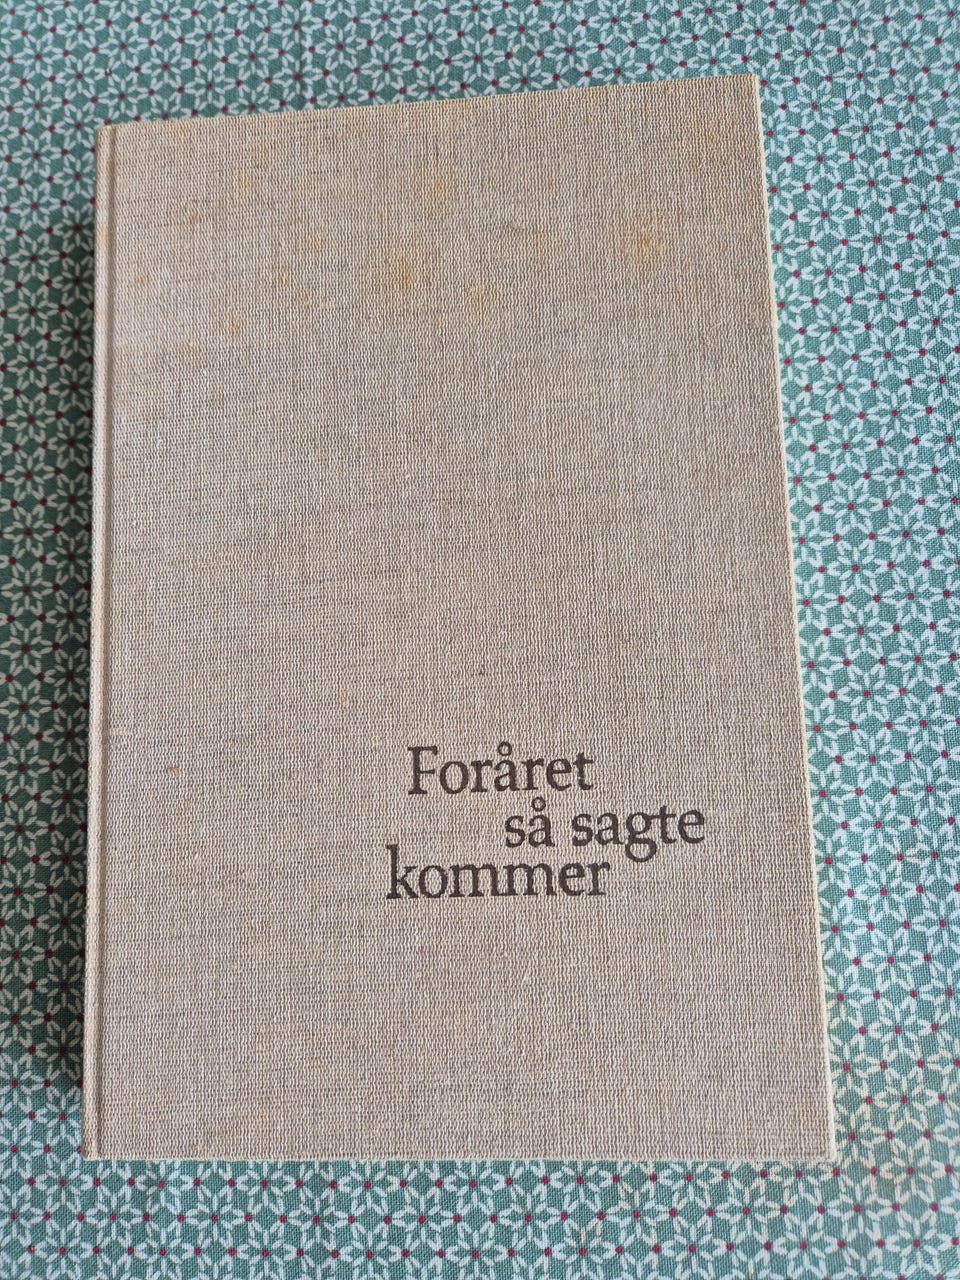 Foråret
så sagte
kommer